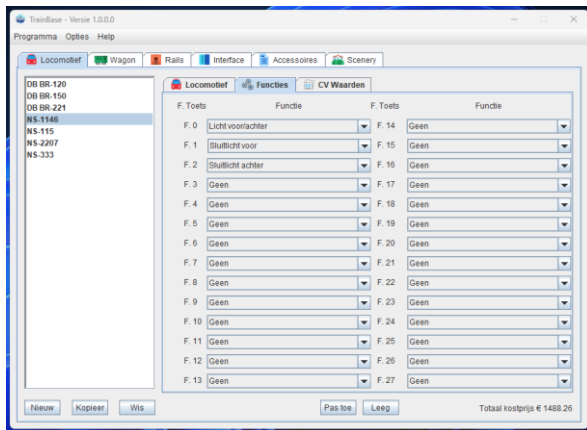 TrainBase - Versie 1.0.0.0
Programma Opties Help
Locomotief Wagon Rails Interface Accessoires Scenery
DB BR-120
DB BR-150
DB BR-221
NS-1146
NS-115
NS-2207
NS-333
Locomotief Functies CV Waarden
F. Toets Functie F. Toets Functie
F. 0 Licht voor/achter F. 14 Geen
F. 1 Sluitlicht voor F. 15 Geen
F. 2 Sluitlicht achter F. 16 Geen
F. 3 Geen F. 17 Geen
F. 4 Geen F. 18 Geen
F. 5 Geen F. 19 Geen
F. 6 Geen F. 20 Geen
F. 7 Geen F. 21 Geen
F. 8 Geen F. 22 Geen
F. 9 Geen F. 23 Geen
F. 10 Geen F. 24 Geen
F. 11 Geen F. 25 Geen
F. 12 Geen F. 26 Geen
F. 13 Geen F. 27 Geen
Nieuw Kopieer Wis Pas toe Leeg Totaal kostprijs € 1488.26